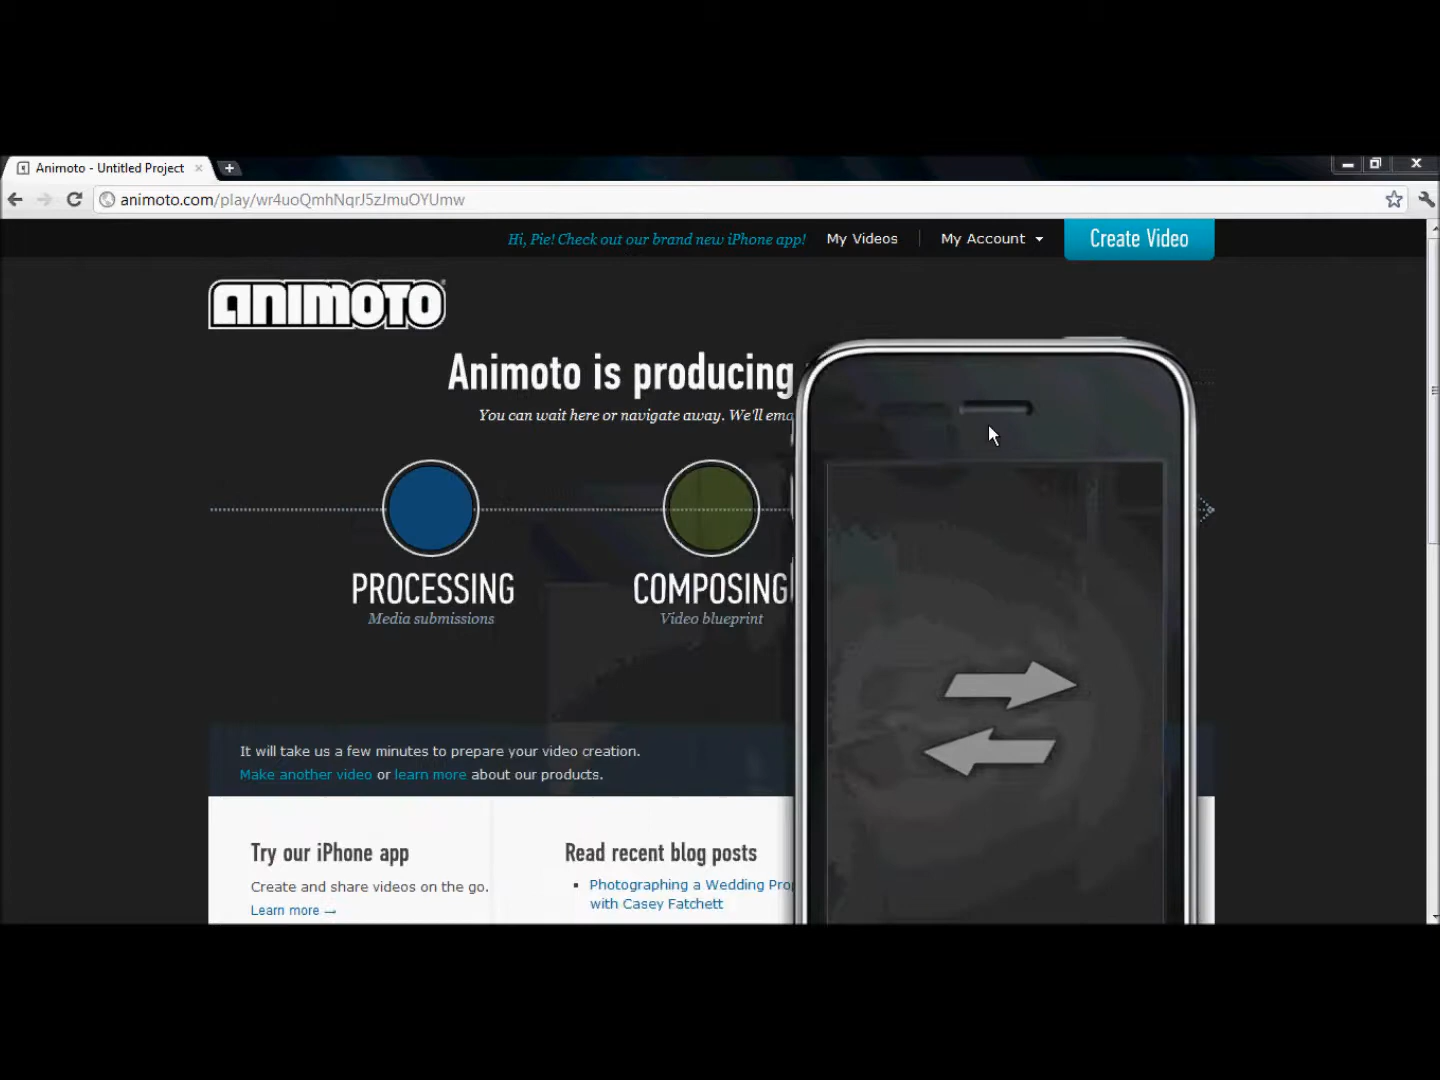 Animoto - Untitled Project
animoto.com/play/wr4uoQmhNqrJ5zJmuOYUmw
Hi, Pie! Check out our brand new iPhone app! My Videos My Account Create Video
ANIMOTO
Animoto is producing
You can wait here or navigate away. We'll ema
PROCESSING COMPOSING
Media submissions Video blueprint
It will take us a few minutes to prepare your video creation.
Make another video or learn more about our products.
Try our iPhone app
Create and share videos on the go.
Learn more →
Read recent blog posts
Photographing a Wedding Pro
with Casey Fatchett